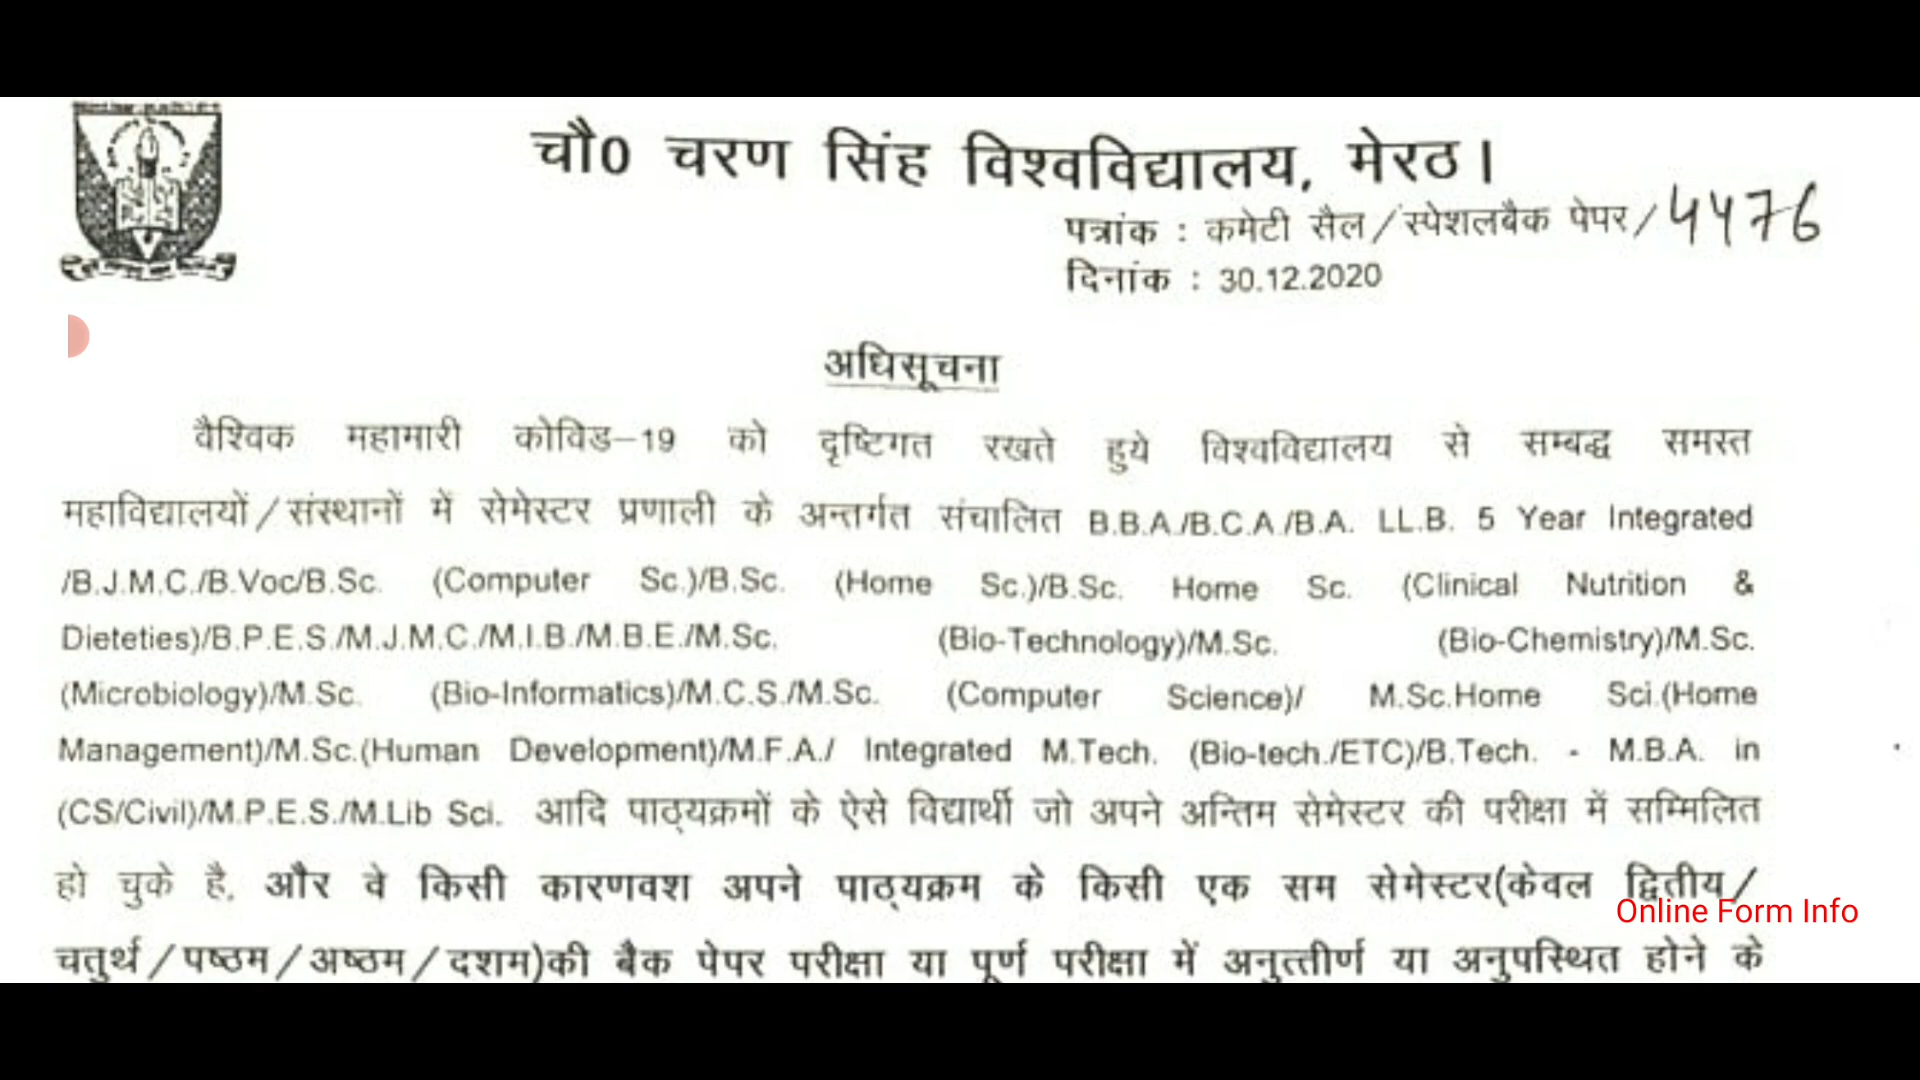 चौ0 चरण सिंह विश्वविद्यालय, मेरठ।
पत्रांक : कमेटी सैल/स्पेशलबैक पेपर/4476
दिनांक : 30.12.2020
अधिसूचना
वैश्विक महामारी कोविड-19 को दृष्टिगत रखते हुये विश्वविद्यालय से सम्बद्ध समस्त
महाविद्यालयों/संस्थानों में सेमेस्टर प्रणाली के अन्तर्गत संचालित B.B.A./B.C.A./B.A. LL.B. 5 Year Integrated
/B.J.M.C./B.Voc/B.Sc. (Computer Sc.)/B.Sc. (Home Sc.)/B.Sc. Home Sc. (Clinical Nutrition &
Dieteties)/B.P.E.S./M.J.M.C./M.I.B./M.B.E./M.Sc. (Bio-Technology)/M.Sc. (Bio-Chemistry)/M.Sc.
(Microbiology)/M.Sc. (Bio-Informatics)/M.C.S./M.Sc. (Computer Science)/ M.Sc.Home Sci.(Home
Management)/M.Sc.(Human Development)/M.F.A./ Integrated M.Tech. (Bio-tech./ETC)/B.Tech. - M.B.A. in
(CS/Civil)/M.P.E.S./M.Lib Sci. आदि पाठ्यक्रमों के ऐसे विद्यार्थी जो अपने अन्तिम सेमेस्टर की परीक्षा में सम्मिलित
हो चुके है, और वे किसी कारणवश अपने पाठ्यक्रम के किसी एक सम सेमेस्टर(केवल द्वितीय/
Online Form Info
चतुर्थ/षष्ठम/अष्ठम/दशम)की बैक पेपर परीक्षा या पूर्ण परीक्षा में अनुत्तीर्ण या अनुपस्थित होने के